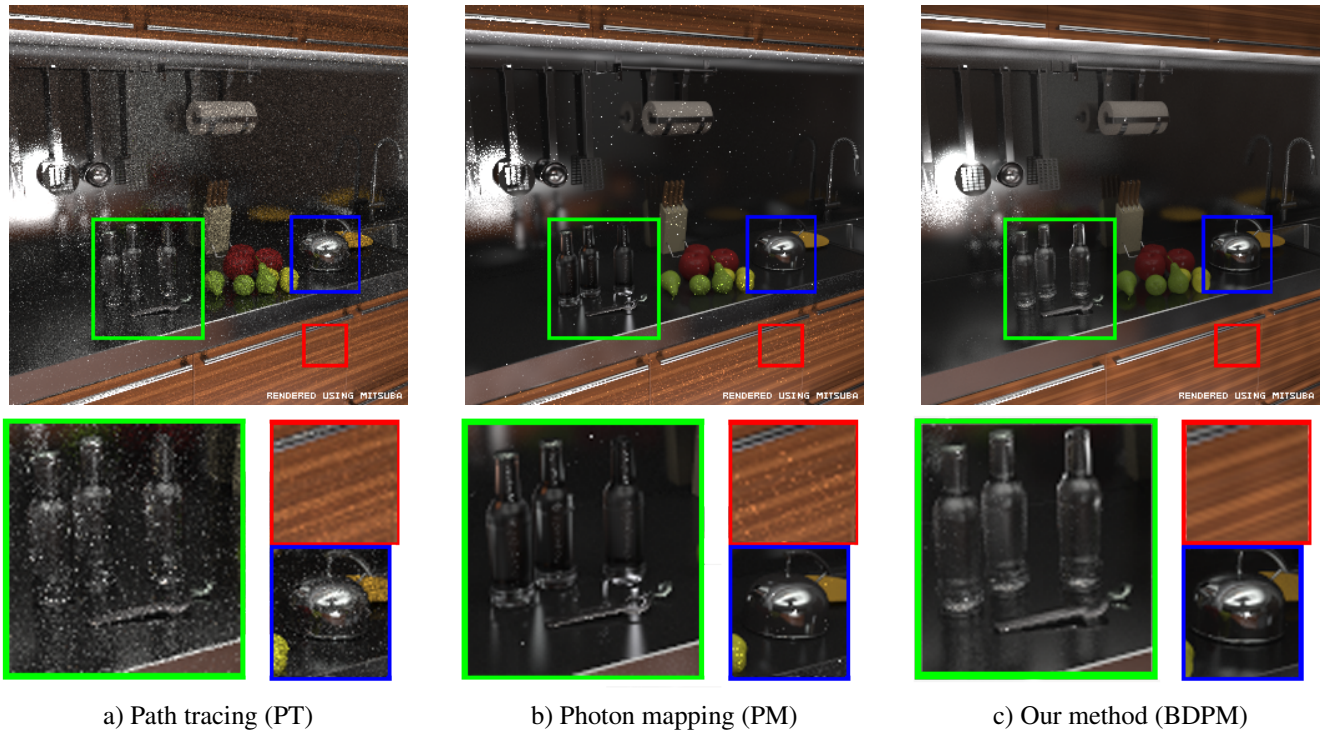 RENDERED USING MITSUBA
RENDERED USING MITSUBA
RENDERED USING MITSUBA
a) Path tracing (PT)
b) Photon mapping (PM)
c) Our method (BDPM)